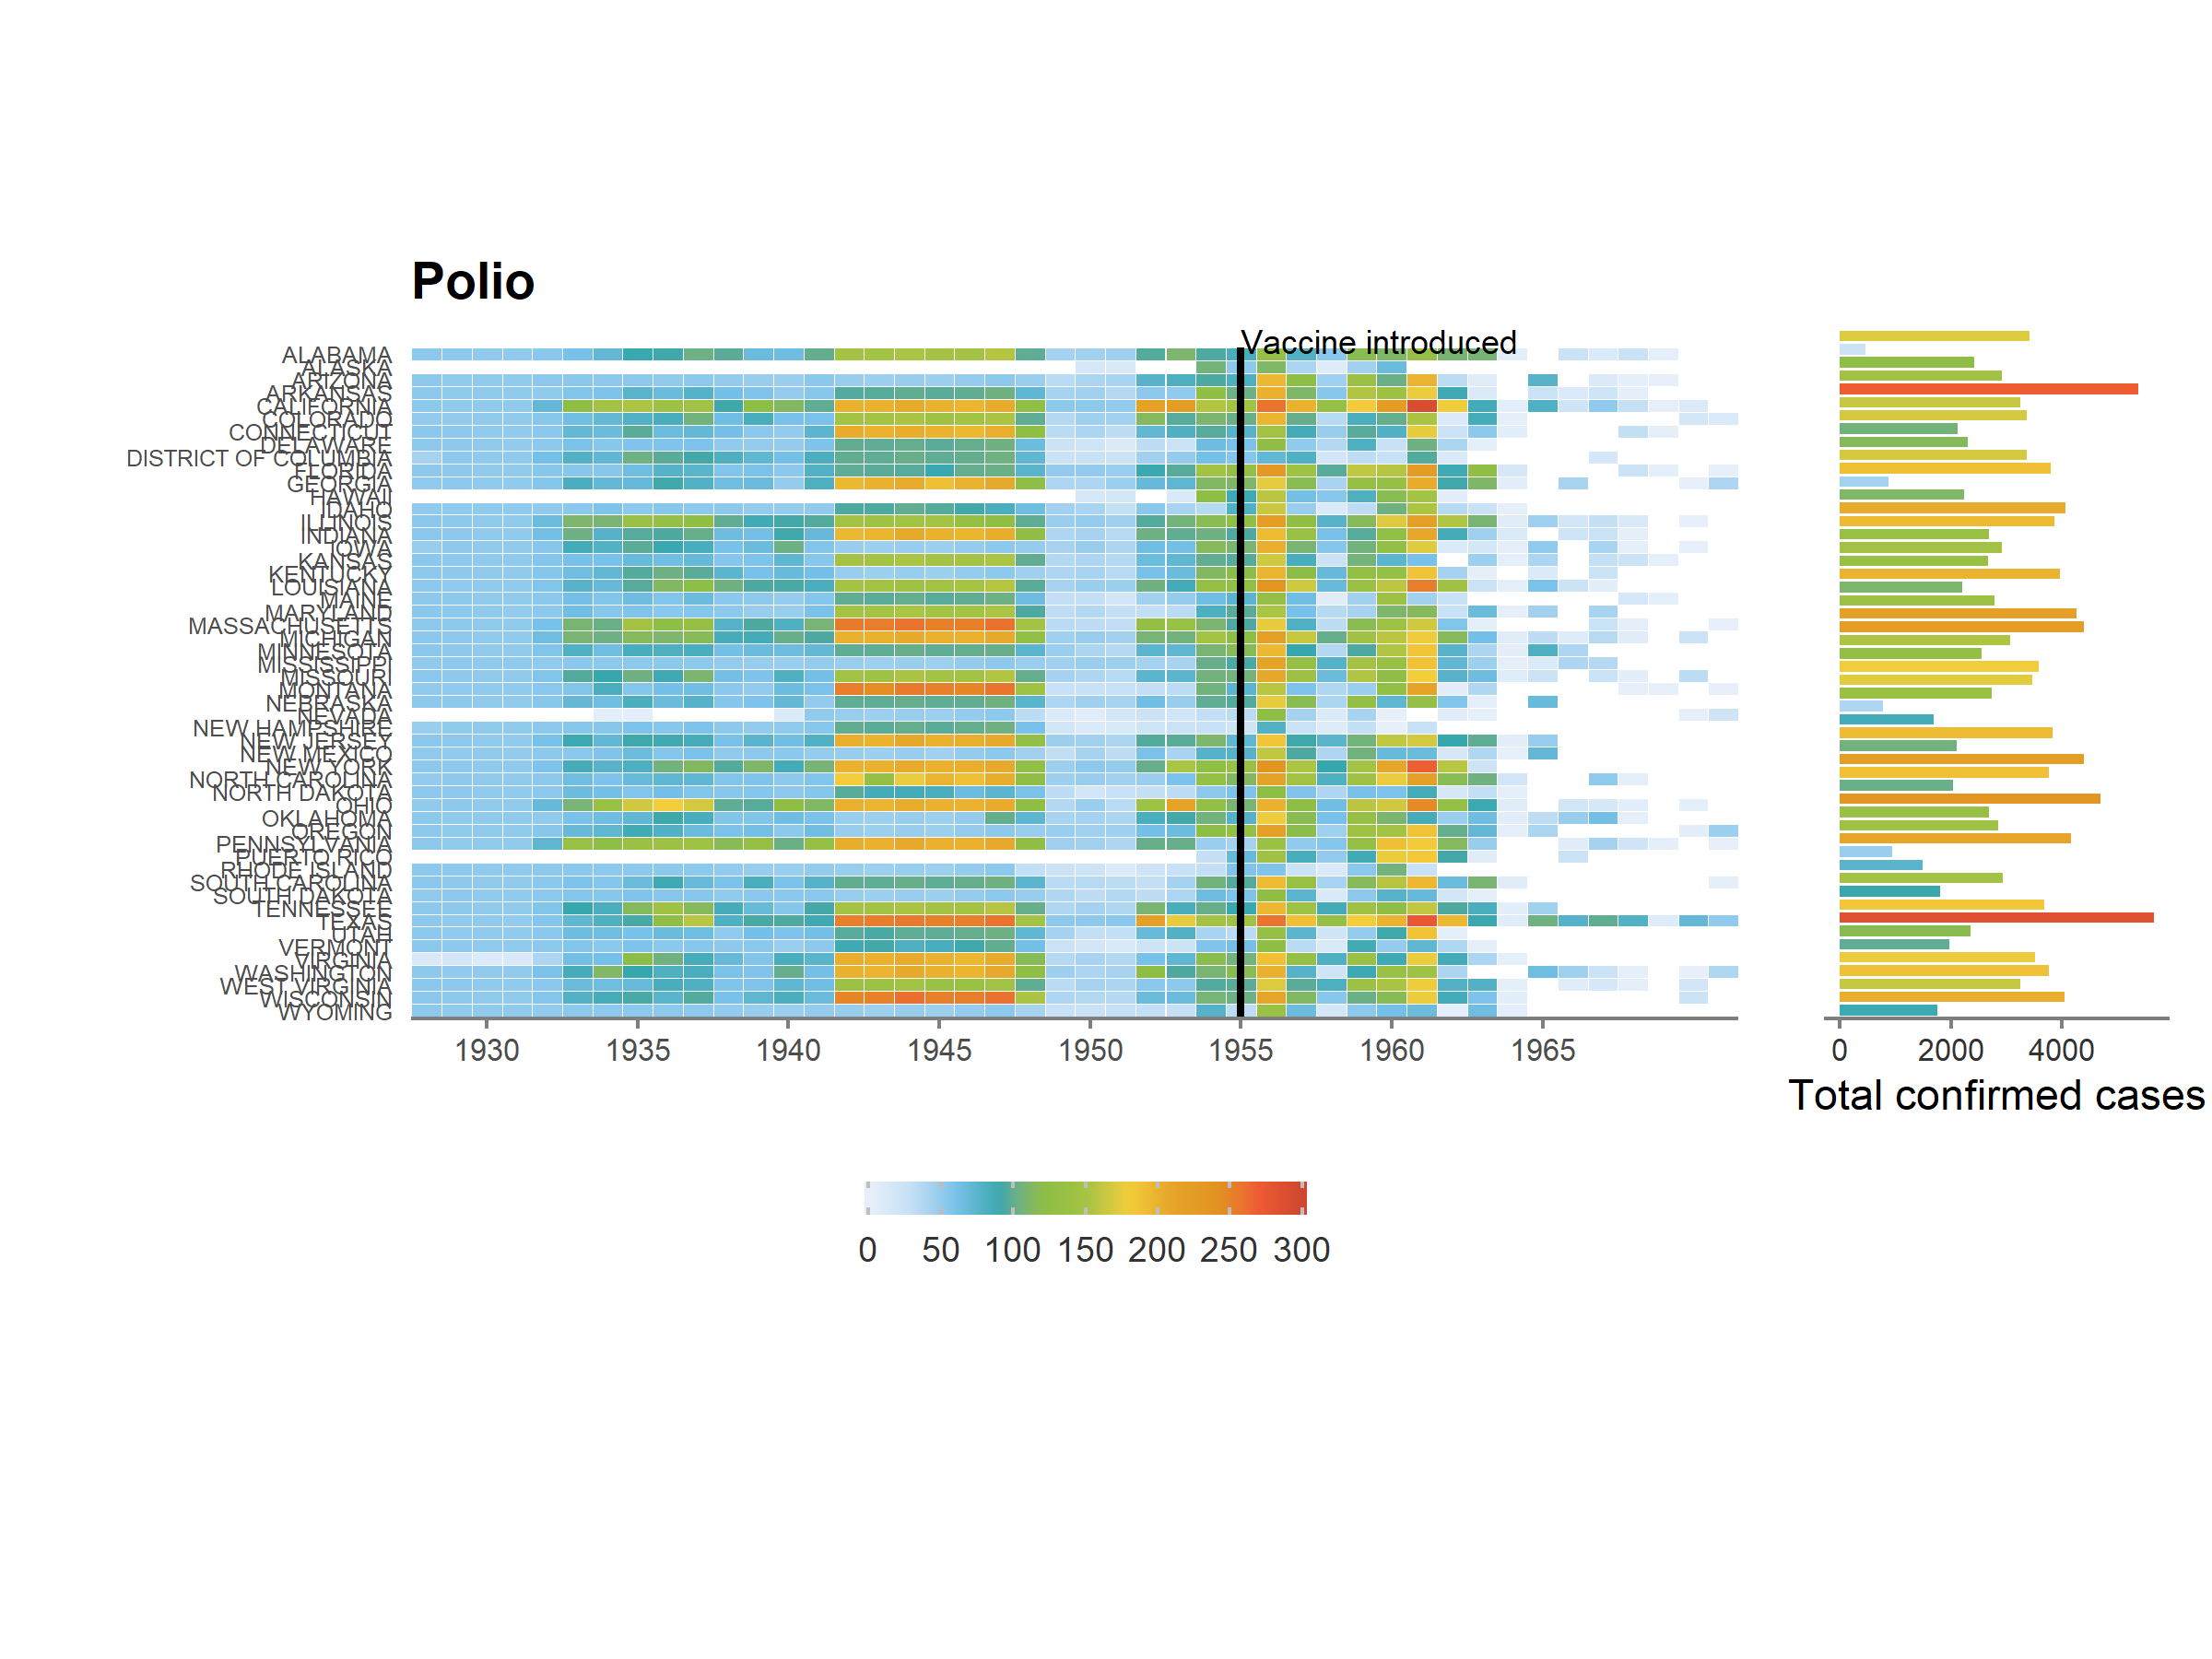 Polio
Vaccine introduced
ALABAMA
ALASKA
ARIZONA
ARKANSAS
CALIFORNIA
COLORADO
CONNECTICUT
DELAWARE
DISTRICT OF COLUMBIA
FLORIDA
GEORGIA
HAWAII
IDAHO
ILLINOIS
INDIANA
IOWA
KANSAS
KENTUCKY
LOUISIANA
MAINE
MARYLAND
MASSACHUSETTS
MICHIGAN
MINNESOTA
MISSISSIPPI
MISSOURI
MONTANA
NEBRASKA
NEVADA
NEW HAMPSHIRE
NEW JERSEY
NEW MEXICO
NEW YORK
NORTH CAROLINA
NORTH DAKOTA
OHIO
OKLAHOMA
OREGON
PENNSYLVANIA
PUERTO RICO
RHODE ISLAND
SOUTH CAROLINA
SOUTH DAKOTA
TENNESSEE
TEXAS
UTAH
VERMONT
VIRGINIA
WASHINGTON
WEST VIRGINIA
WISCONSIN
WYOMING
1930 1935 1940 1945 1950 1955 1960 1965
0 2000 4000
Total confirmed cases
0 50 100 150 200 250 300